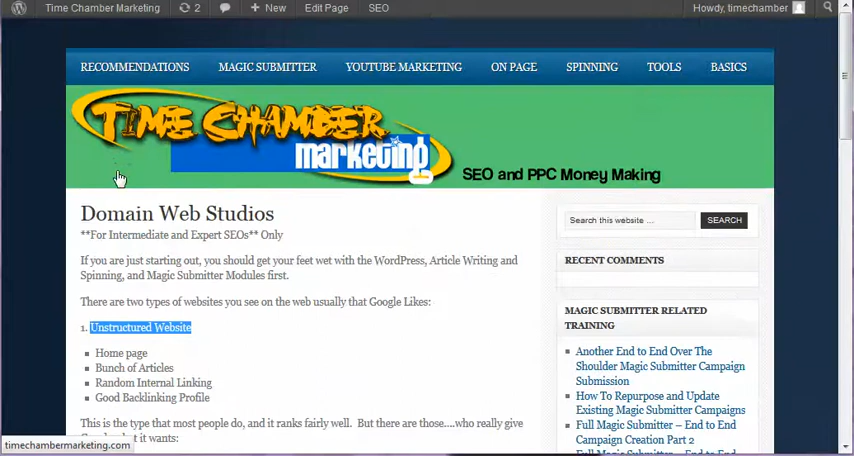 Time Chamber Marketing
2
New
Edit Page
SEO
Howdy, timechamber
RECOMMENDATIONS
MAGIC SUBMITTER
YOUTUBE MARKETING
ON PAGE
SPINNING
TOOLS
BASICS
TIME CHAMBER
marketing
SEO and PPC Money Making
Domain Web Studios
**For Intermediate and Expert SEOs** Only
If you are just starting out, you should get your feet wet with the WordPress, Article Writing and
Spinning, and Magic Submitter Modules first.
There are two types of websites you see on the web usually that Google Likes:
1. Unstructured Website
Home page
Bunch of Articles
Random Internal Linking
Good Backlinking Profile
This is the type that most people do, and it ranks fairly well. But there are those....who really give
it wants:
Search this website ...
SEARCH
RECENT COMMENTS
MAGIC SUBMITTER RELATED
TRAINING
Another End to End Over The
Shoulder Magic Submitter Campaign
Submission
How To Repurpose and Update
Existing Magic Submitter Campaigns
Full Magic Submitter – End to End
Campaign Creation Part 2
Full Magic Submitter – End to End
timechambermarketing.com